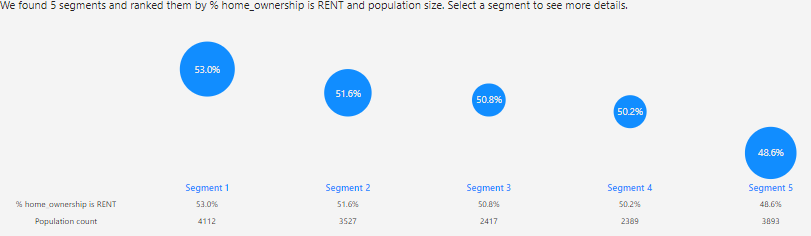 We found 5 segments and ranked them by % home_ownership is RENT and population size. Select a segment to see more details.
53.0%
51.6%
50.8%
50.2%
48.6%
Segment 1 Segment 2 Segment 3 Segment 4 Segment 5
% home ownership is RENT 53.0% 51.6% 50.8% 50.2% 48.6%
Population count 4112 3527 2417 2389 3893